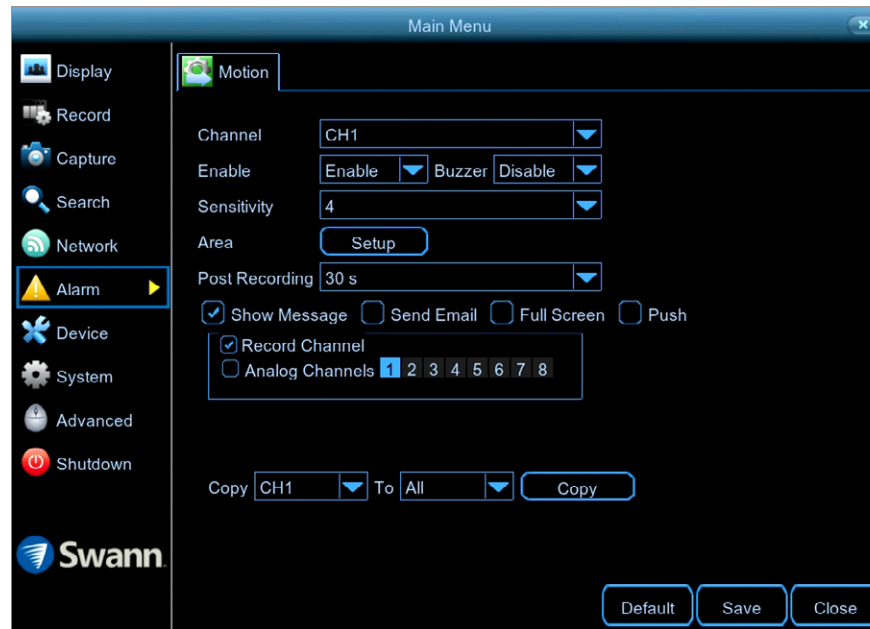 Main Menu
Display
Record
Capture
Search
Network
Alarm
Device
System
Advanced
Shutdown
Swann
Motion
Channel CH1
Enable Enable Buzzer Disable
Sensitivity 4
Area Setup
Post Recording 30 s
Show Message Send Email Full Screen Push
Record Channel
Analog Channels 1 2 3 4 5 6 7 8
Copy CH1 To All Copy
Default Save Close